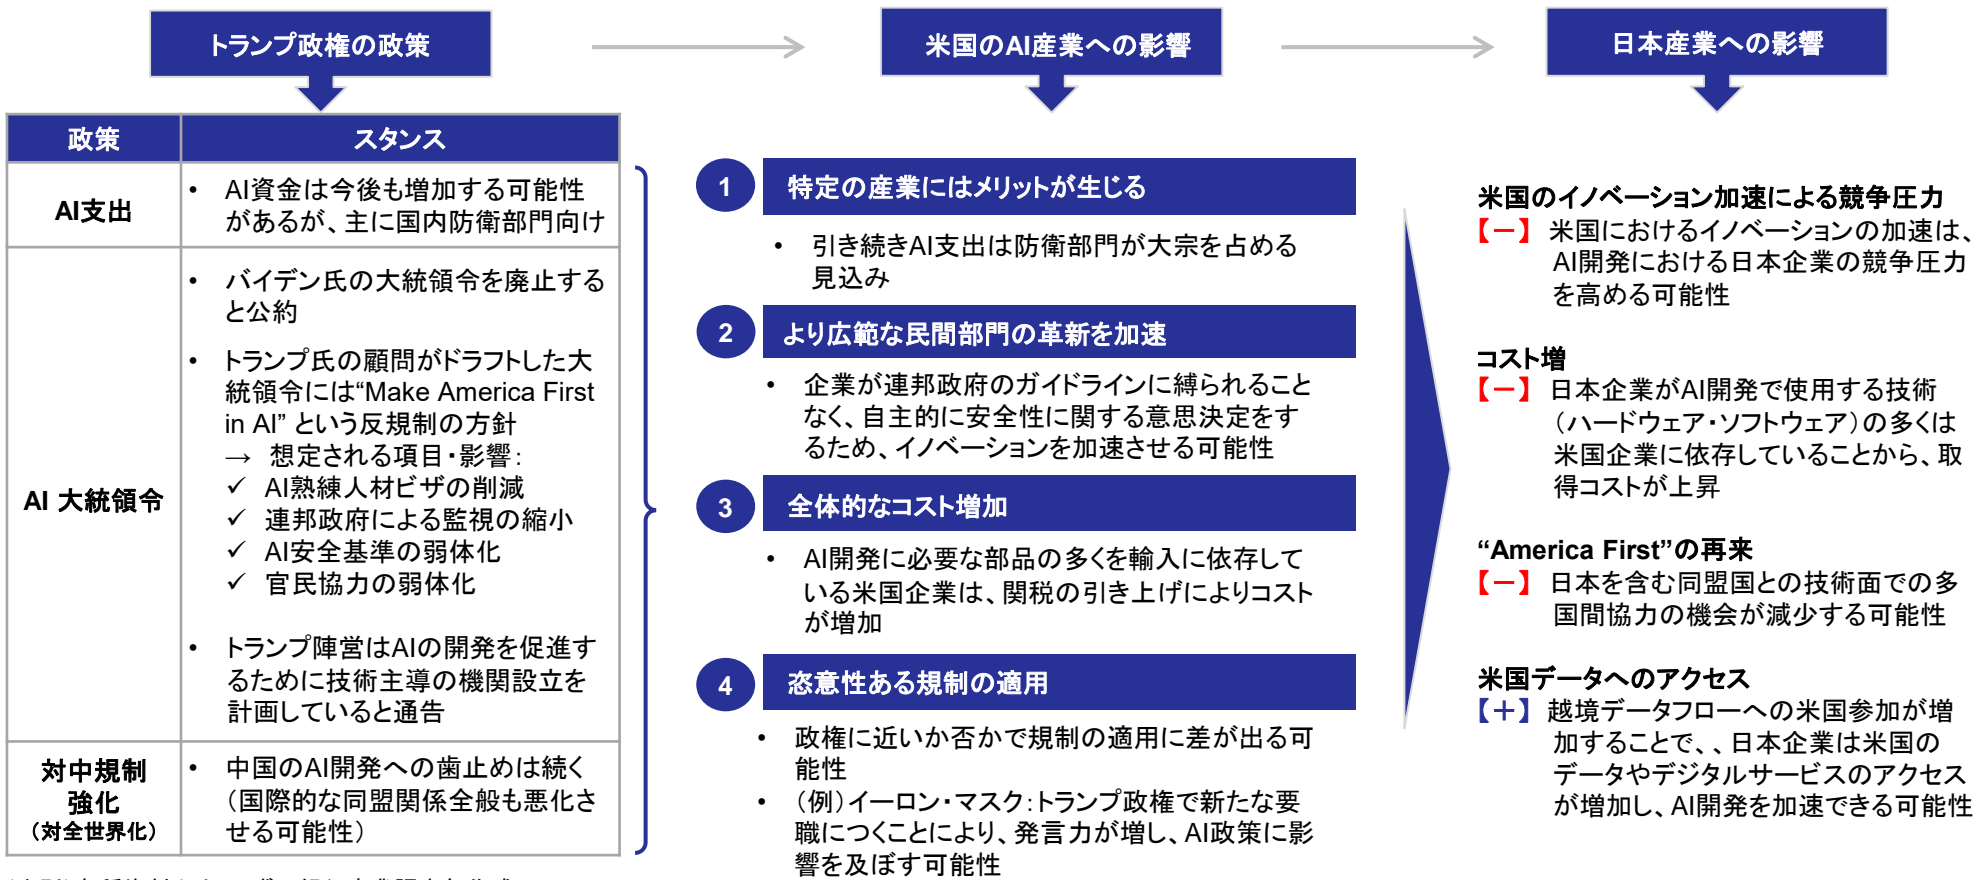 トランプ政権の政策
米国のAI産業への影響
日本産業への影響
政策
スタンス
AI支出
• AI資金は今後も増加する可能性
があるが、主に国内防衛部門向け
AI 大統領令
• バイデン氏の大統領令を廃止する
と公約
• トランプ氏の顧問がドラフトした大
統領令には“Make America First
in AI” という反規制の方針
→ 想定される項目・影響：
✓ AI熟練人材ビザの削減
✓ 連邦政府による監視の縮小
✓ AI安全基準の弱体化
✓ 官民協力の弱体化
• トランプ陣営はAIの開発を促進す
るために技術主導の機関設立を
計画していると通告
対中規制
強化
（対全世界化）
• 中国のAI開発への歯止めは続く
（国際的な同盟関係全般も悪化さ
せる可能性）
1 特定の産業にはメリットが生じる
• 引き続きAI支出は防衛部門が大宗を占める
見込み
2 より広範な民間部門の革新を加速
• 企業が連邦政府のガイドラインに縛られること
なく、自主的に安全性に関する意思決定をす
るため、イノベーションを加速させる可能性
3 全体的なコスト増加
• AI開発に必要な部品の多くを輸入に依存して
いる米国企業は、関税の引き上げによりコスト
が増加
4 恣意性ある規制の適用
• 政権に近いか否かで規制の適用に差が出る可
能性
• （例）イーロン・マスク：トランプ政権で新たな要
職につくことにより、発言力が増し、AI政策に影
響を及ぼす可能性
米国のイノベーション加速による競争圧力
【－】 米国におけるイノベーションの加速は、
AI開発における日本企業の競争圧力
を高める可能性
コスト増
【－】 日本企業がAI開発で使用する技術
（ハードウェア・ソフトウェア）の多くは
米国企業に依存していることから、取
得コストが上昇
“America First”の再来
【－】 日本を含む同盟国との技術面での多
国間協力の機会が減少する可能性
米国データへのアクセス
【＋】 越境データフローへの米国参加が増
加することで、、日本企業は米国の
データやデジタルサービスのアクセス
が増加し、AI開発を加速できる可能性